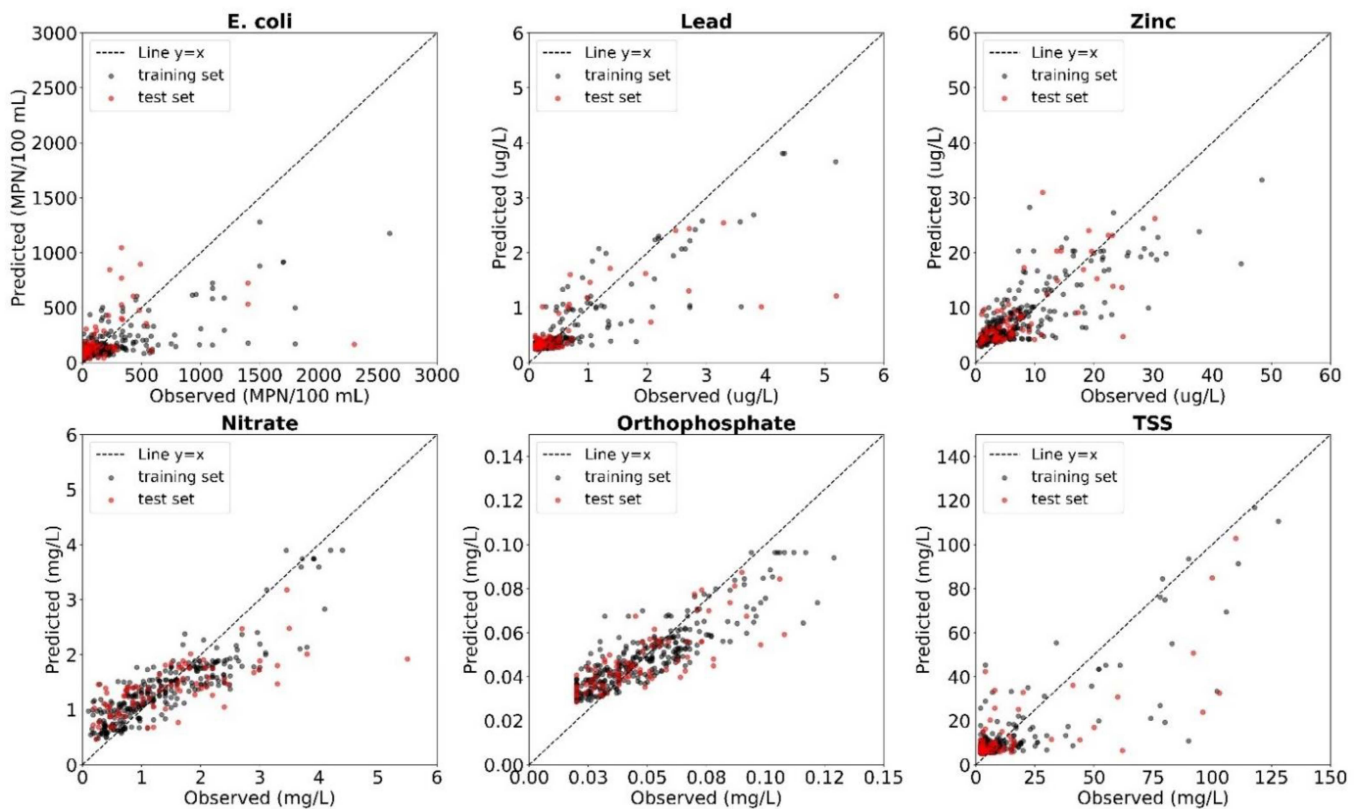 E. coli
Predicted (MPN/100 mL)
3000
2500
2000
1500
1000
500
0
Line y=x
training set
test set
0 500 1000 1500 2000 2500 3000
Observed (MPN/100 mL)
Lead
Predicted (ug/L)
6
5
4
3
2
1
0
Line y=x
training set
test set
0 1 2 3 4 5 6
Observed (ug/L)
Zinc
Predicted (ug/L)
60
50
40
30
20
10
0
Line y=x
training set
test set
0 10 20 30 40 50 60
Observed (ug/L)
Nitrate
Predicted (mg/L)
6
5
4
3
2
1
0
Line y=x
training set
test set
0 1 2 3 4 5 6
Observed (mg/L)
Orthophosphate
Predicted (mg/L)
0.14
0.12
0.10
0.08
0.06
0.04
0.02
0.00
Line y=x
training set
test set
0.00 0.03 0.05 0.08 0.10 0.12 0.15
Observed (mg/L)
TSS
Predicted (mg/L)
140
120
100
80
60
40
20
0
Line y=x
training set
test set
0 25 50 75 100 125 150
Observed (mg/L)